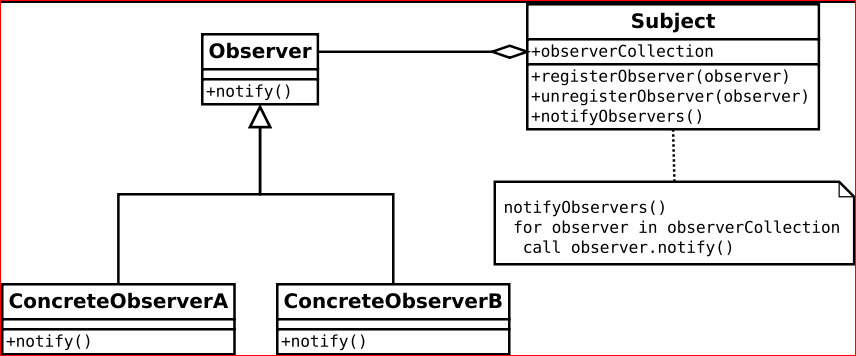 Observer
+notify()
Subject
+observerCollection
+registerObserver(observer)
+unregisterObserver(observer)
+notifyObservers()
notifyObservers()
for observer in observerCollection
call observer.notify()
ConcreteObserverA
+notify()
ConcreteObserverB
+notify()